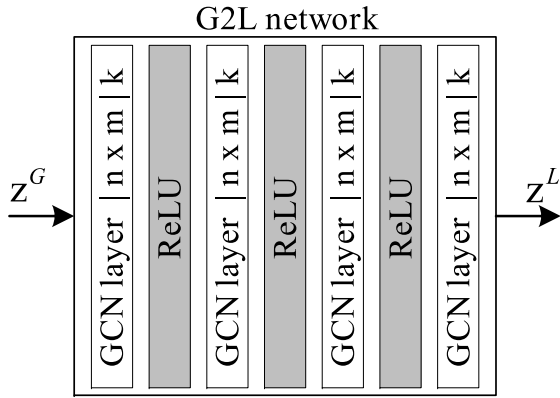 G2L network
z^G
GCN layer | n x m | k
ReLU
GCN layer | n x m | k
ReLU
GCN layer | n x m | k
ReLU
GCN layer | n x m | k
z^L